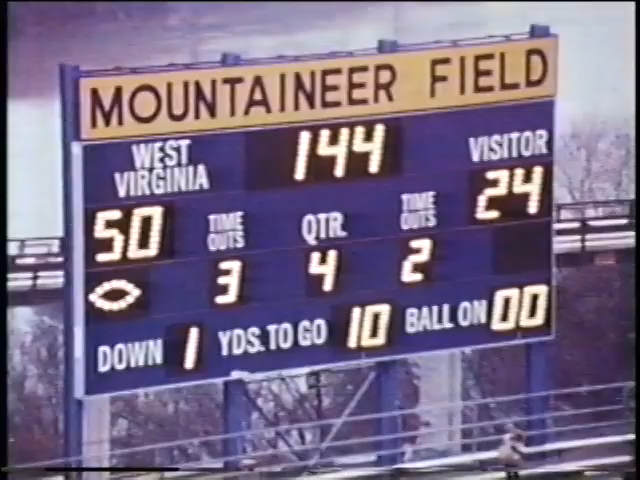 MOUNTAINEER FIELD
WEST VIRGINIA 144 VISITOR
50 TIME OUTS QTR. TIME OUTS 24
3 4 2
DOWN 1 YDS. TO GO 10 BALL ON 00